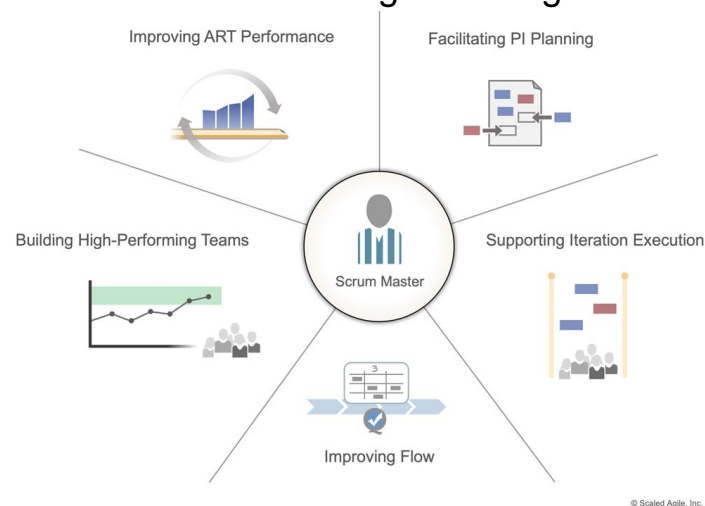 Improving ART Performance
Facilitating PI Planning
Building High-Performing Teams
Scrum Master
Supporting Iteration Execution
3
Improving Flow
© Scaled Agile, Inc.